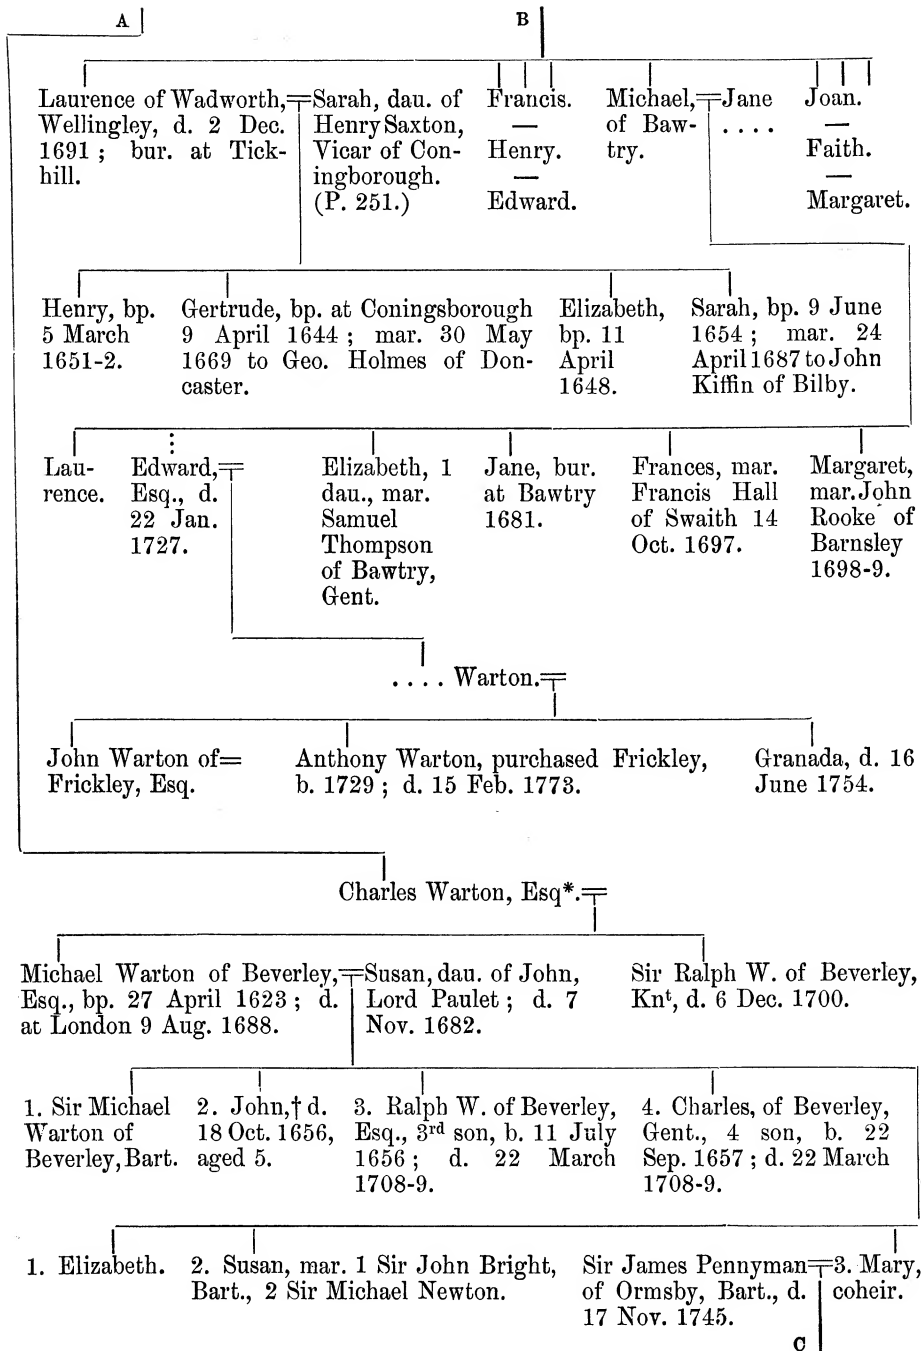 A
B
Laurence of Wadworth,
Wellingley, d. 2 Dec.
1691 ; bur. at Tick-
hill.
Sarah, dau. of
Henry Saxton,
Vicar of Con-
ingborough.
(P. 251.)
Francis.
—
Henry.
—
Edward.
Michael,
of Baw-
try.
Jane
. . . .
Joan.
—
Faith.
—
Margaret.
Henry, bp.
5 March
1651-2.
Gertrude, bp. at Coningsborough
9 April 1644 ; mar. 30 May
1669 to Geo. Holmes of Don-
caster.
Elizabeth,
bp. 11
April
1648.
Sarah, bp. 9 June
1654 ; mar. 24
April 1687 to John
Kiffin of Bilby.
Lau-
rence.
Edward,
Esq., d.
22 Jan.
1727.
Elizabeth, 1
dau., mar.
Samuel
Thompson
of Bawtry,
Gent.
Jane, bur.
at Bawtry
1681.
Frances, mar.
Francis Hall
of Swaith 14
Oct. 1697.
Margaret,
mar. John
Rooke of
Barnsley
1698-9.
. . . . Warton.
John Warton of=
Frickley, Esq.
Anthony Warton, purchased Frickley,
b. 1729 ; d. 15 Feb. 1773.
Granada, d. 16
June 1754.
Charles Warton, Esq*.
Michael Warton of Beverley,
Esq., bp. 27 April 1623 ; d.
at London 9 Aug. 1688.
Susan, dau. of John,
Lord Paulet ; d. 7
Nov. 1682.
Sir Ralph W. of Beverley,
Knt, d. 6 Dec. 1700.
1. Sir Michael
Warton of
Beverley, Bart.
2. John,† d.
18 Oct. 1656,
aged 5.
3. Ralph W. of Beverley,
Esq., 3rd son, b. 11 July
1656 ; d. 22 March
1708-9.
4. Charles, of Beverley,
Gent., 4 son, b. 22
Sep. 1657 ; d. 22 March
1708-9.
1. Elizabeth.
2. Susan, mar. 1 Sir John Bright,
Bart., 2 Sir Michael Newton.
Sir James Pennyman
of Ormsby, Bart., d.
17 Nov. 1745.
3. Mary,
coheir.
C